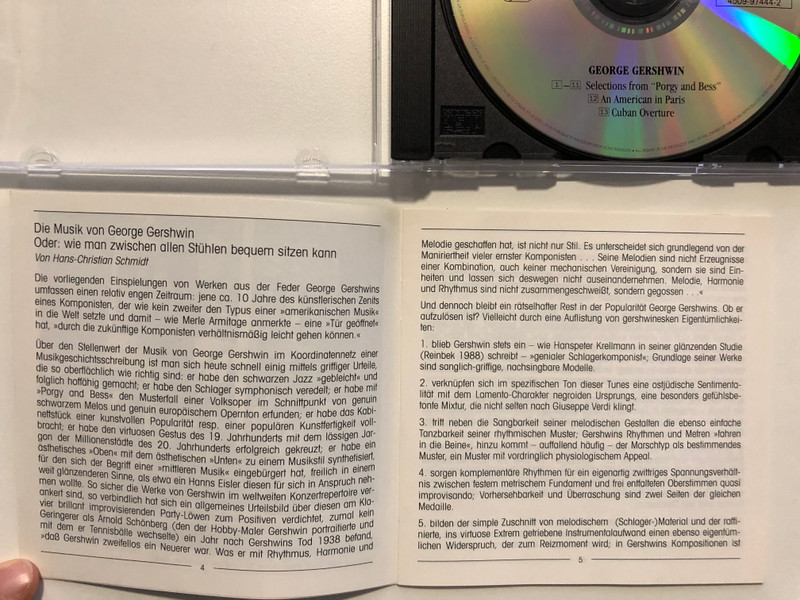 4509-97444-2
GEORGE GERSHWIN
1-11 Selections from "Porgy and Bess"
12 An American in Paris
13 Cuban Overture
Die Musik von George Gershwin
Oder: wie man zwischen allen Stühlen bequem sitzen kann
Von Hans-Christian Schmidt
Die vorliegenden Einspielungen von Werken aus der Feder George Gershwins
umfassen einen relativ engen Zeitraum: jene ca. 10 Jahre des künstlerischen Zenits
eines Komponisten, der wie kein zweiter den Typus einer »amerikanischen Musik«
in die Welt setzte und damit – wie Merle Armitage anmerkte – eine »Tür geöffnet«
hat, »durch die zukünftige Komponisten verhältnismäßig leicht gehen können.«
Über den Stellenwert der Musik von George Gershwin im Koordinatennetz einer
Musikgeschichtsschreibung ist man sich heute schnell einig mittels griffiger Urteile,
die so oberflächlich wie richtig sind: er habe den schwarzen Jazz »gebleicht« und
folglich hoffähig gemacht; er habe den Schlager symphonisch veredelt; er habe mit
»Porgy and Bess« den Musterfall einer Volksoper im Schnittpunkt von genuin
schwarzem Melos und genuin europäischem Opernton erfunden; er habe das Kabi-
nettstück einer kunstvollen Popularität resp. einer populären Kunstfertigkeit voll-
bracht; er habe den virtuosen Gestus des 19. Jahrhunderts mit dem lässigen Jar-
gon der Millionenstädte des 20. Jahrhunderts erfolgreich gekreuzt; er habe ein
ästhetisches »Oben« mit dem ästhetischen »Unten« zu einem Musikstil synthetisiert,
für den sich der Begriff einer »mittleren Musik« eingebürgert hat, freilich in einem
weit glänzenderen Sinne, als etwa ein Hanns Eisler diesen für sich in Anspruch neh-
men wollte. So sicher die Werke von Gershwin im weltweiten Konzertrepertoire ver-
ankert sind, so verbindlich hat sich ein allgemeines Urteilsbild über diesen am Kla-
vier brillant improvisierenden Party-Löwen zum Positiven verdichtet, zumal kein
Geringerer als Arnold Schönberg (den der Hobby-Maler Gershwin portraitierte und
mit dem er Tennisbälle wechselte) ein Jahr nach Gershwins Tod 1938 befand,
»daß Gershwin zweifellos ein Neuerer war. Was er mit Rhythmus, Harmonie und
4
Melodie geschaffen hat, ist nicht nur Stil. Es unterscheidet sich grundlegend von der
Maniriertheit vieler ernster Komponisten . . . Seine Melodien sind nicht Erzeugnisse
einer Kombination, auch keiner mechanischen Vereinigung, sondern sie sind Ein-
heiten und lassen sich deswegen nicht auseinandernehmen. Melodie, Harmonie
und Rhythmus sind nicht zusammengeschweißt, sondern gegossen . . .«
Und dennoch bleibt ein rätselhafter Rest in der Popularität George Gershwins. Ob er
aufzulösen ist? Vielleicht durch eine Auflistung von gershwinesken Eigentümlichkei-
ten:
1. blieb Gershwin stets ein – wie Hanspeter Krellmann in seiner glänzenden Studie
(Reinbek 1988) schreibt – »genialer Schlagerkomponist«; Grundlage seiner Werke
sind sanglich-griffige, nachsingbare Modelle.
2. verknüpfen sich im spezifischen Ton dieser Tunes eine ostjüdische Sentimenta-
lität mit dem Lamento-Charakter negroiden Ursprungs, eine besonders gefühlsbe-
tonte Mixtur, die nicht selten nach Giuseppe Verdi klingt.
3. tritt neben die Sangbarkeit seiner melodischen Gestalten die ebenso einfache
Tanzbarkeit seiner rhythmischen Muster; Gershwins Rhythmen und Metren »fahren
in die Beine«, hinzu kommt – auffallend häufig – der Marschtyp als bestimmendes
Muster, ein Muster mit vordringlich physiologischem Appeal.
4. sorgen komplementäre Rhythmen für ein eigenartig zwittriges Spannungsverhält-
nis zwischen festem metrischem Fundament und frei entfalteten Oberstimmen quasi
improvisando; Vorhersehbarkeit und Überraschung sind zwei Seiten der gleichen
Medaille.
5. bilden der simple Zuschnitt von melodischem (Schlager-)Material und der raffi-
nierte, ins virtuose Extrem getriebene Instrumentalaufwand einen ebenso eigentüm-
lichen Widerspruch, der zum Reizmoment wird; in Gershwins Kompositionen ist
5